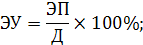 ЭУ = ЭП / Д × 100%;